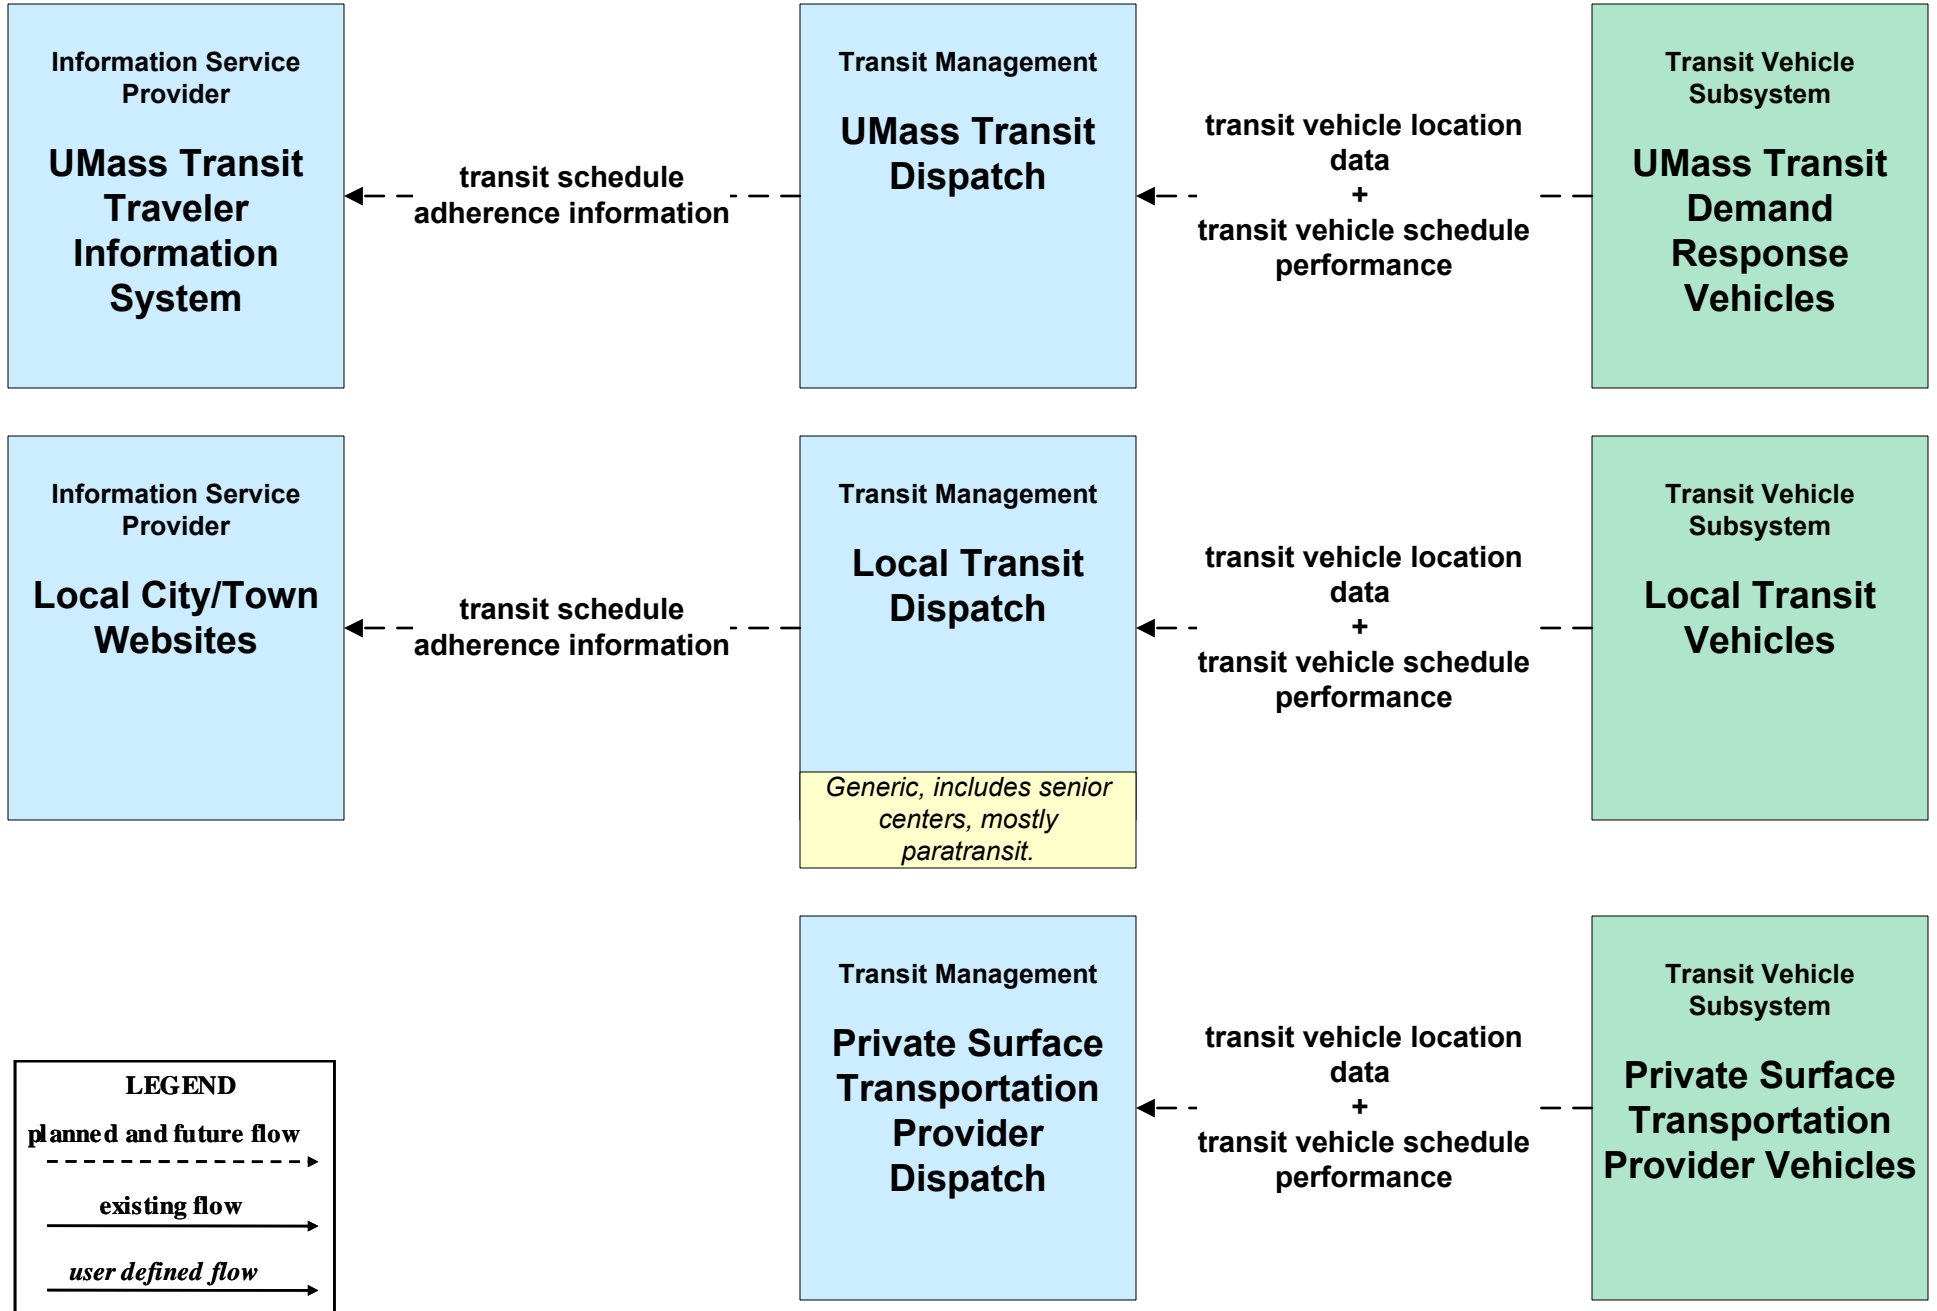 Information Service
Provider
UMass Transit
Traveler
Information
System
transit schedule
adherence information
Transit Management
UMass Transit
Dispatch
transit vehicle location
data
+
transit vehicle schedule
performance
Transit Vehicle
Subsystem
UMass Transit
Demand
Response
Vehicles
Information Service
Provider
Local City/Town
Websites
transit schedule
adherence information
Transit Management
Local Transit
Dispatch
Generic, includes senior
centers, mostly
paratransit.
transit vehicle location
data
+
transit vehicle schedule
performance
Transit Vehicle
Subsystem
Local Transit
Vehicles
Transit Management
Private Surface
Transportation
Provider
Dispatch
transit vehicle location
data
+
transit vehicle schedule
performance
Transit Vehicle
Subsystem
Private Surface
Transportation
Provider Vehicles
LEGEND
planned and future flow
existing flow
user defined flow